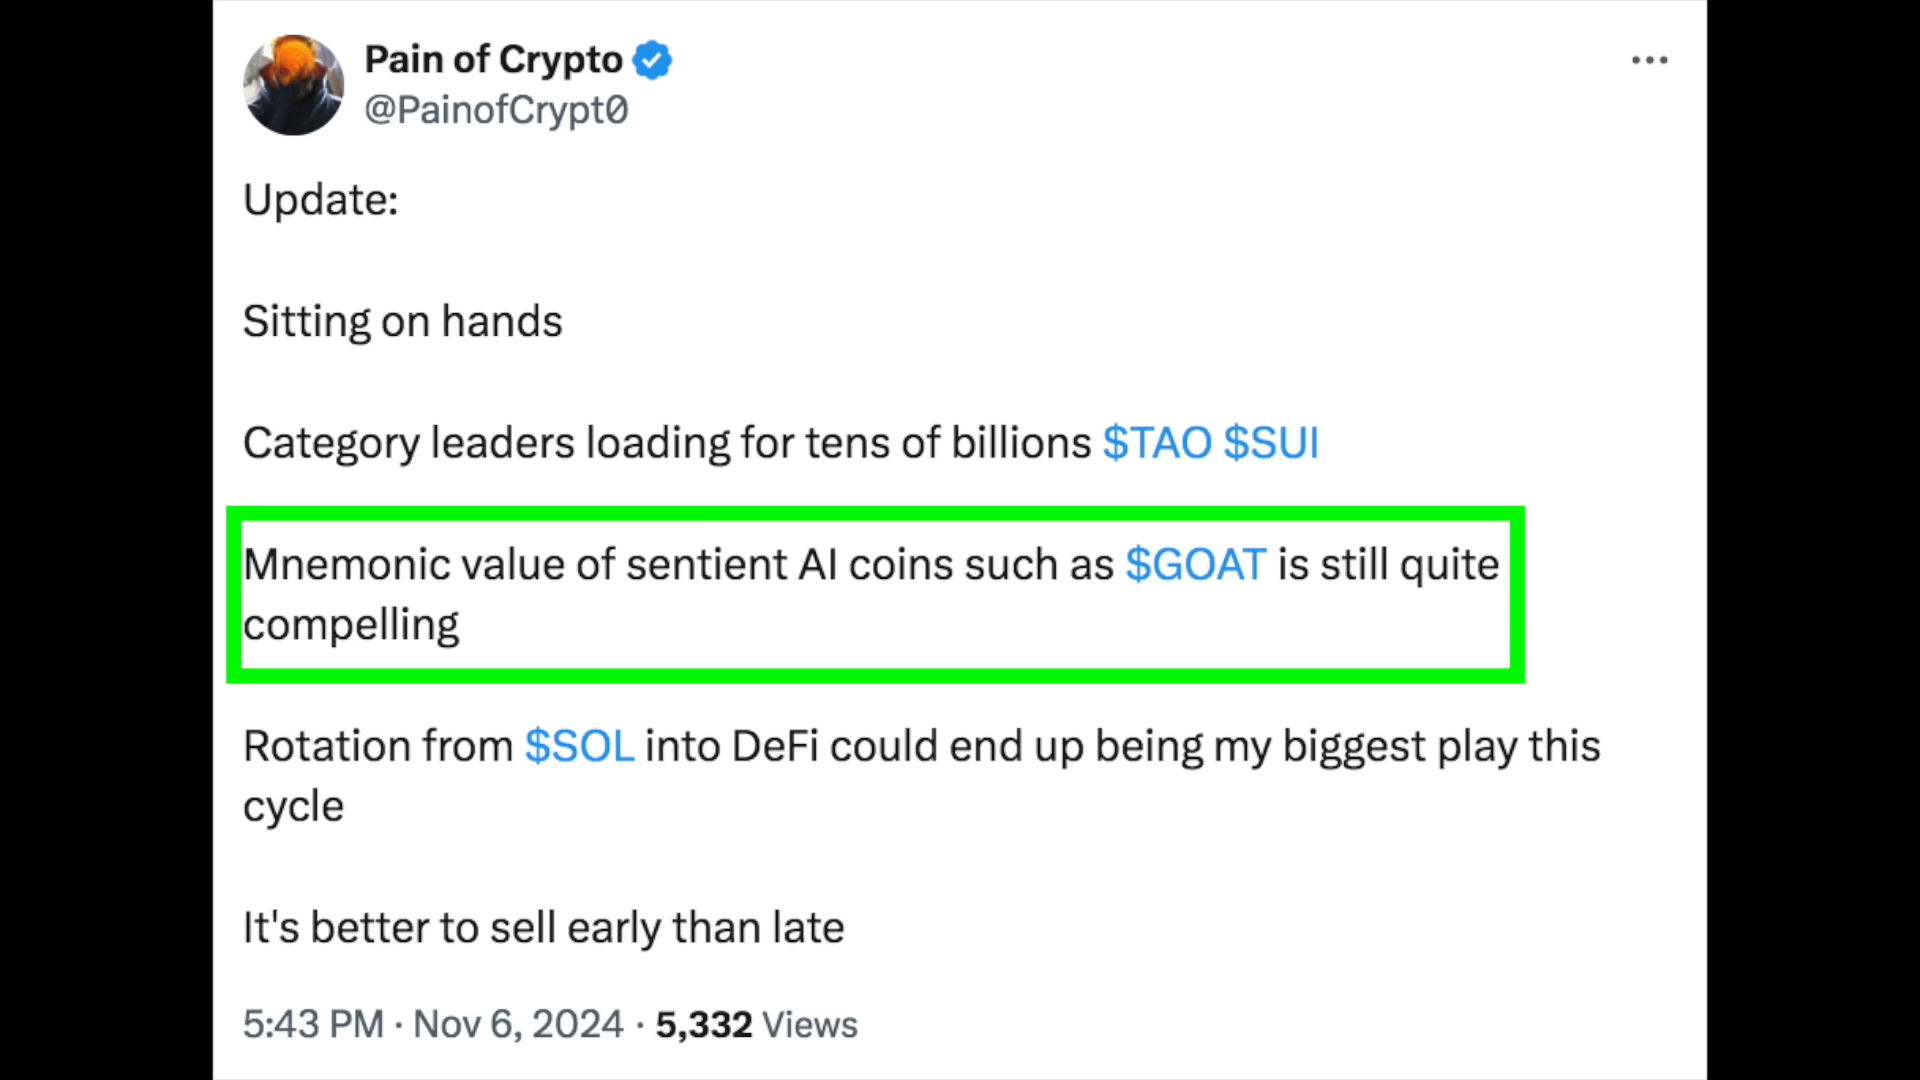 Pain of Crypto
@PainofCrypt0
Update:
Sitting on hands
Category leaders loading for tens of billions $TAO $SUI
Mnemonic value of sentient AI coins such as $GOAT is still quite
compelling
Rotation from $SOL into DeFi could end up being my biggest play this
cycle
It's better to sell early than late
5:43 PM · Nov 6, 2024 · 5,332 Views